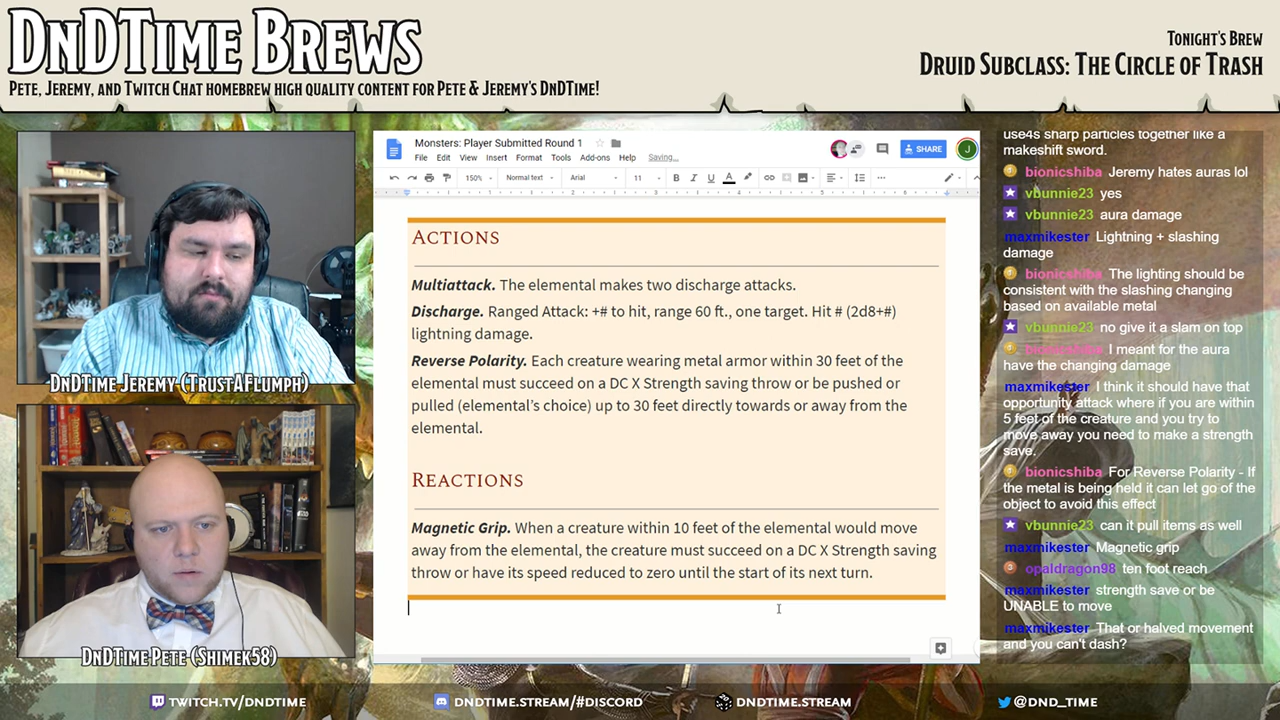 DnDTime Brews
Pete, Jeremy, and Twitch Chat homebrew high quality content for Pete & Jeremy's DnDTime!
Tonight's Brew
Druid Subclass: The Circle of Trash
DnDTime Jeremy (TrustAFlumph)
DnDTime Pete (Shimek58)
Monsters: Player Submitted Round 1
File Edit View Insert Format Tools Add-ons Help Saving...
SHARE
J
150% Normal text Arial 11 B I U A
Actions
Multiattack. The elemental makes two discharge attacks.
Discharge. Ranged Attack: +# to hit, range 60 ft., one target. Hit # (2d8+#)
lightning damage.
Reverse Polarity. Each creature wearing metal armor within 30 feet of the
elemental must succeed on a DC X Strength saving throw or be pushed or
pulled (elemental's choice) up to 30 feet directly towards or away from the
elemental.
Reactions
Magnetic Grip. When a creature within 10 feet of the elemental would move
away from the elemental, the creature must succeed on a DC X Strength saving
throw or have its speed reduced to zero until the start of its next turn.
use4s sharp particles together like a
makeshift sword.
bionicshiba Jeremy hates auras lol
vbunnie23 yes
vbunnie23 aura damage
maxmikester Lightning + slashing
damage
bionicshiba The lighting should be
consistent with the slashing changing
based on available metal
vbunnie23 no give it a slam on top
bionicshiba I meant for the aura
have the changing damage
maxmikester I think it should have that
opportunity attack where if you are within
5 feet of the creature and you try to
move away you need to make a strength
save.
bionicshiba For Reverse Polarity - If
the metal is being held it can let go of the
object to avoid this effect
vbunnie23 can it pull items as well
maxmikester Magnetic grip
opaldragon98 ten foot reach
maxmikester strength save or be
UNABLE to move
maxmikester That or halved movement
and you can't dash?
twitch.tv/dndtime
dndtime.stream/#discord
dndtime.stream
@dnd_time